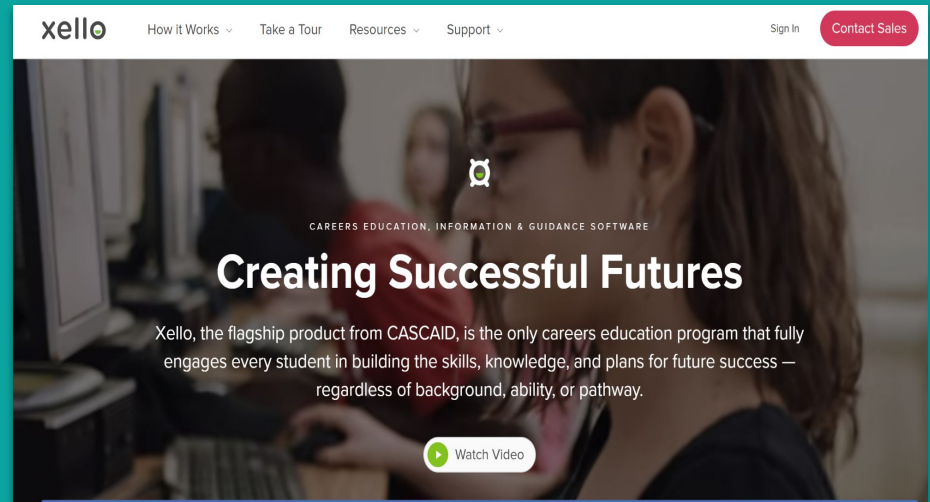 xello
How it Works
Take a Tour
Resources
Support
Sign In
Contact Sales
CAREERS EDUCATION, INFORMATION & GUIDANCE SOFTWARE
Creating Successful Futures
Xello, the flagship product from CASCAID, is the only careers education program that fully
engages every student in building the skills, knowledge, and plans for future success —
regardless of background, ability, or pathway.
Watch Video